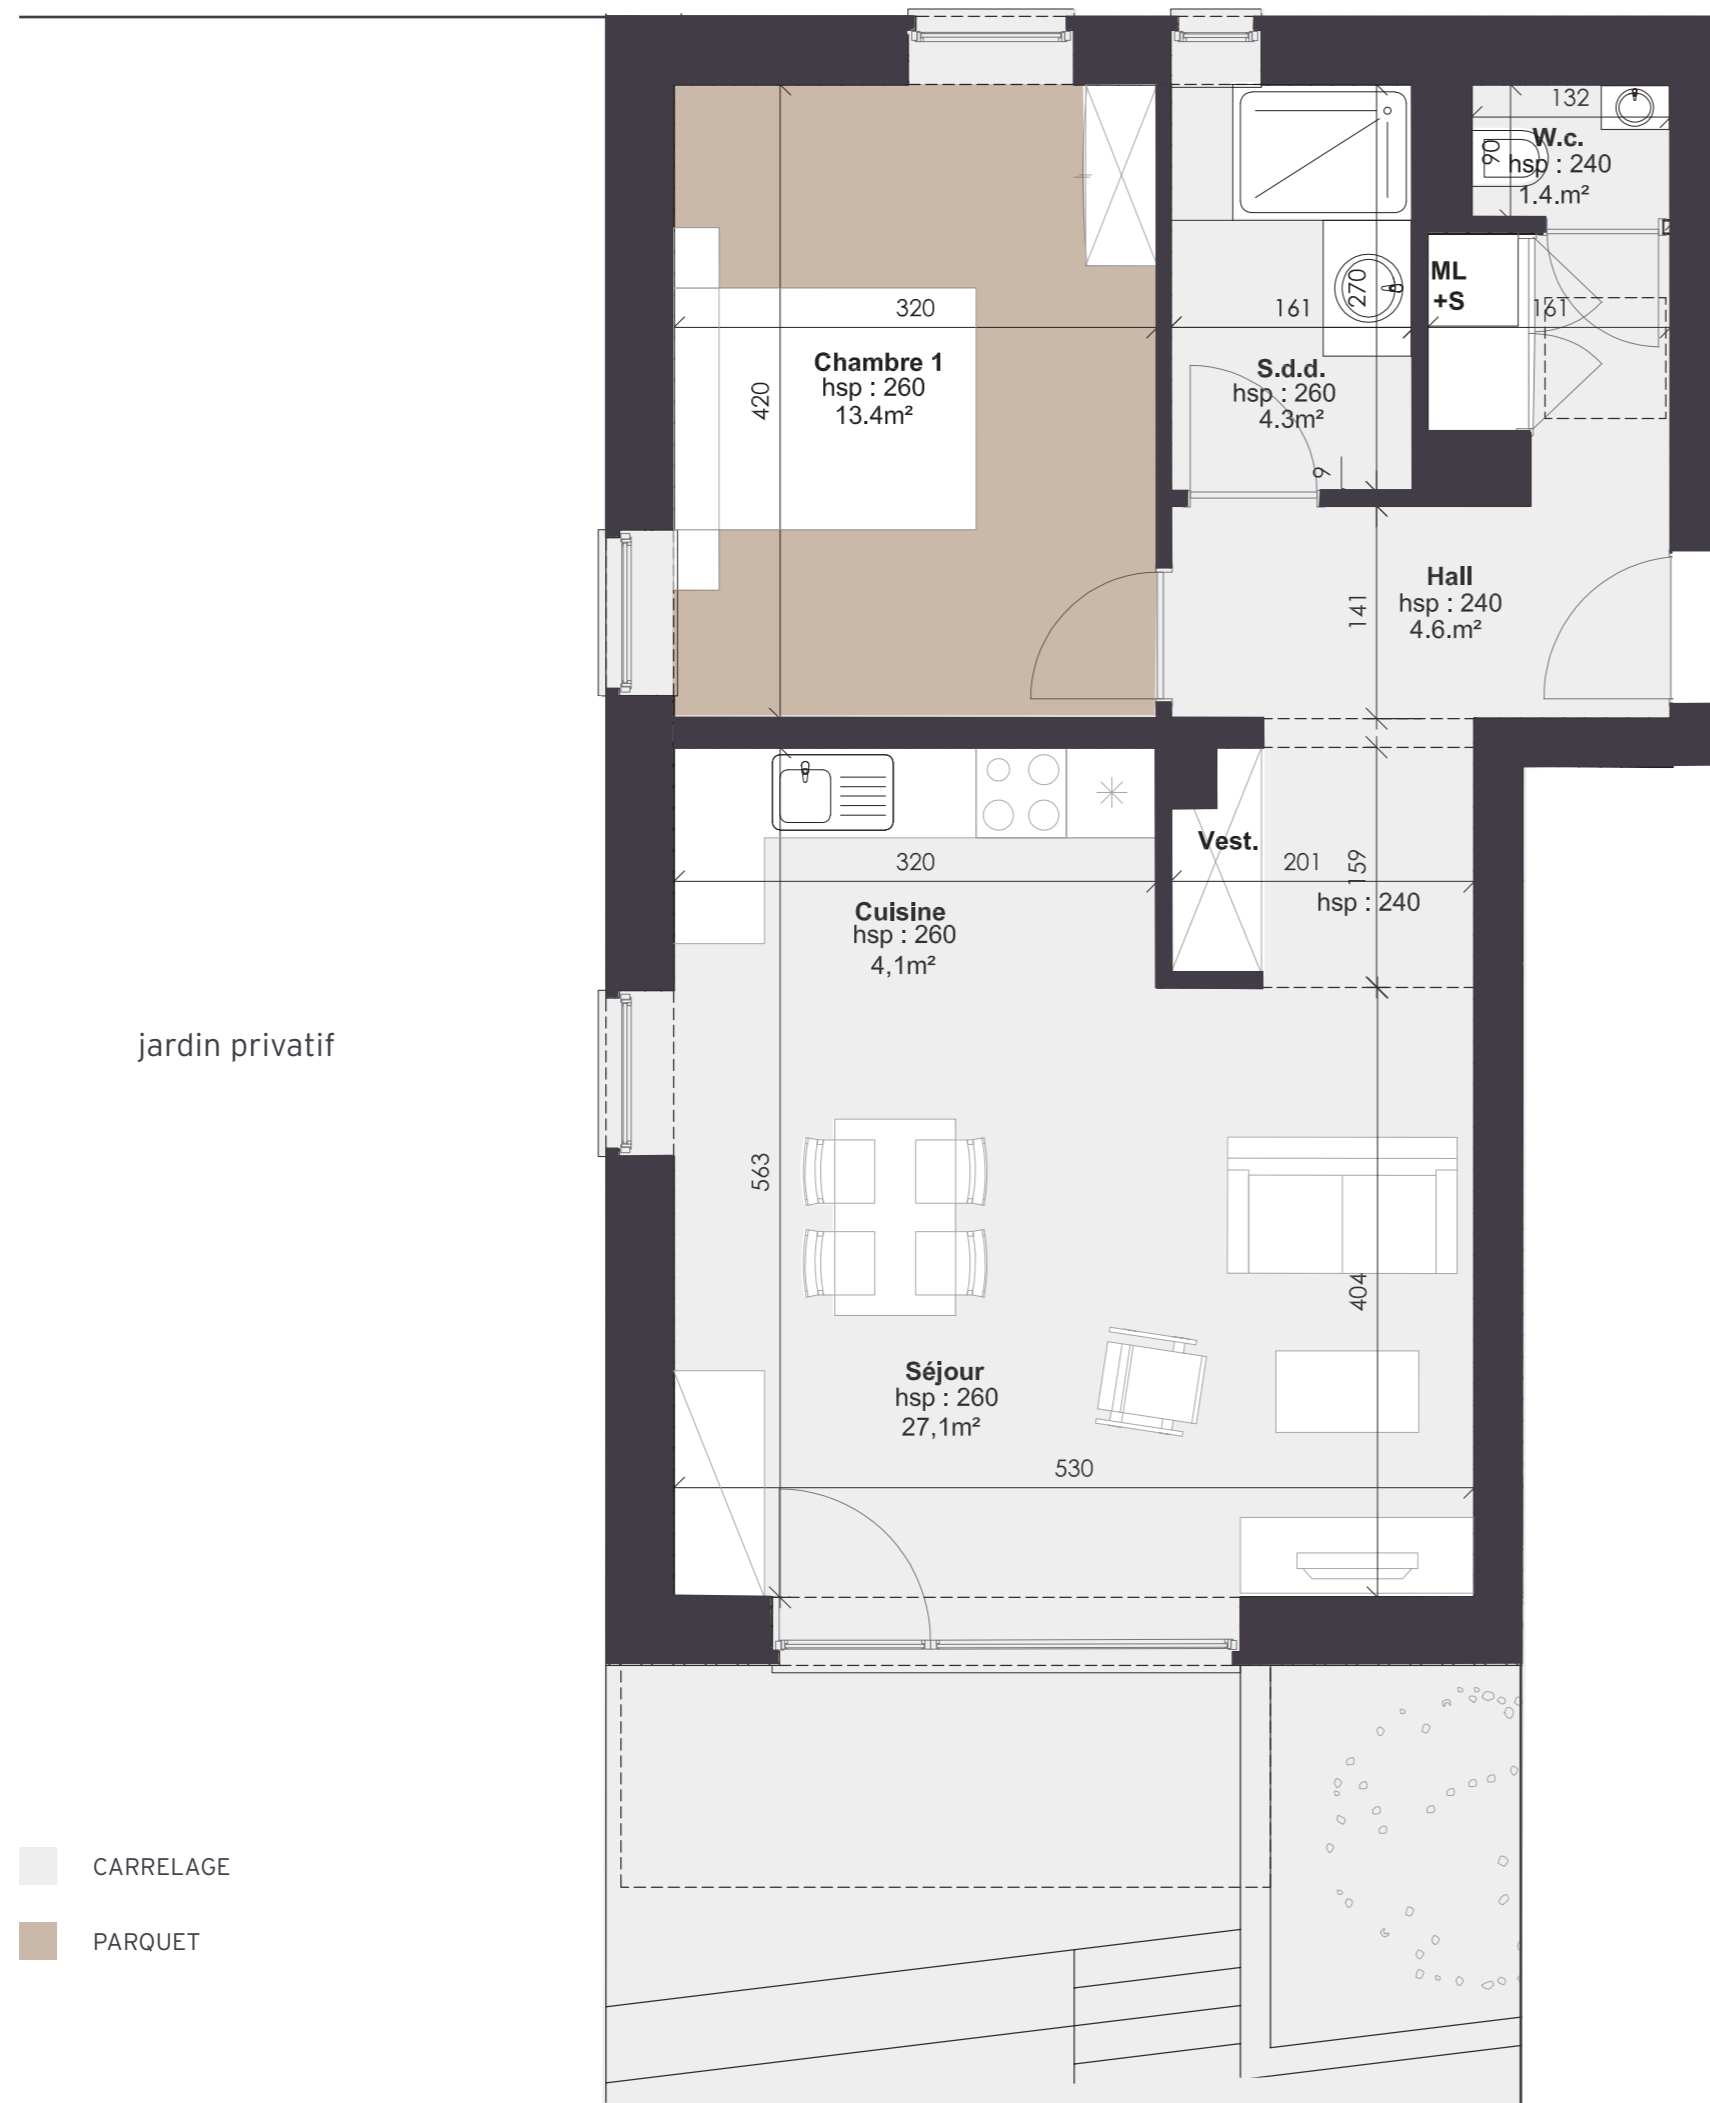 132
90
W.c.
hsp : 240
1.4.m²
ML
+S
270
320
161
161
Chambre 1
hsp : 260
13.4m²
420
S.d.d.
hsp : 260
4.3m²
9
Hall
hsp : 240
4.6.m²
141
Vest.
320
201
159
hsp : 240
Cuisine
hsp : 260
4,1m²
jardin privatif
563
404
Séjour
hsp : 260
27,1m²
530
CARRELAGE
PARQUET